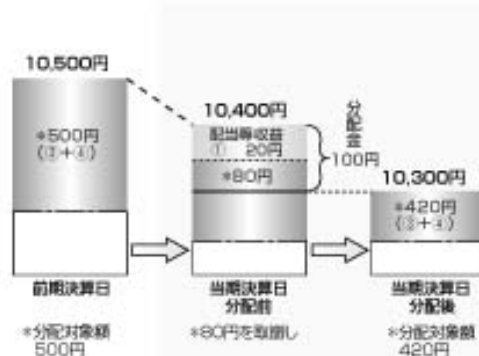 10,500円
*500円
(③+④)
10,400円
配当等収益
① 20円
*80円
分配金
100円
10,300円
*420円
(③+④)
前期決算日
当期決算日
分配前
当期決算日
分配後
*分配対象額
500円
*80円を取崩し
*分配対象額
420円